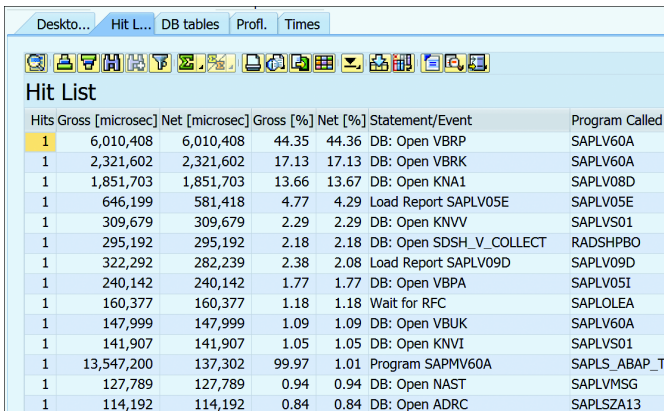 Deskto... Hit L... DB tables Profl. Times
Hit List
Hits Gross [microsec] Net [microsec] Gross [%] Net [%] Statement/Event Program Called
1 6,010,408 6,010,408 44.35 44.36 DB: Open VBRP SAPLV60A
1 2,321,602 2,321,602 17.13 17.13 DB: Open VBRK SAPLV60A
1 1,851,703 1,851,703 13.66 13.67 DB: Open KNA1 SAPLV08D
1 646,199 581,418 4.77 4.29 Load Report SAPLV05E SAPLV05E
1 309,679 309,679 2.29 2.29 DB: Open KNVV SAPLVS01
1 295,192 295,192 2.18 2.18 DB: Open SDSH_V_COLLECT RADSHPBO
1 322,292 282,239 2.38 2.08 Load Report SAPLV09D SAPLV09D
1 240,142 240,142 1.77 1.77 DB: Open VBPA SAPLV05I
1 160,377 160,377 1.18 1.18 Wait for RFC SAPLOLEA
1 147,999 147,999 1.09 1.09 DB: Open VBUK SAPLV60A
1 141,907 141,907 1.05 1.05 DB: Open KNVI SAPLVS01
1 13,547,200 137,302 99.97 1.01 Program SAPMV60A SAPLS_ABAP_T
1 127,789 127,789 0.94 0.94 DB: Open NAST SAPLVMSG
1 114,192 114,192 0.84 0.84 DB: Open ADRC SAPLSZA13